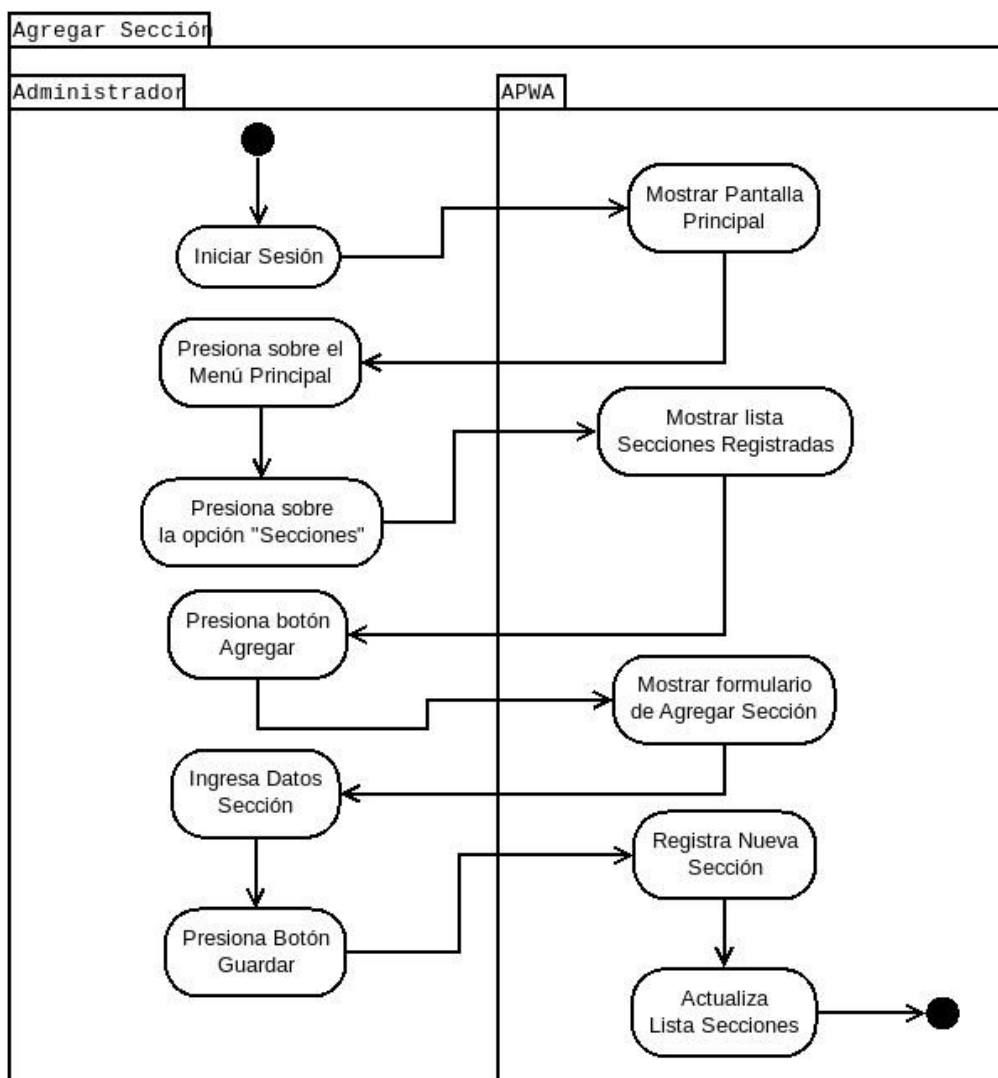 Agregar Sección
Administrador
APWA
Mostrar Pantalla
Principal
Iniciar Sesión
Presiona sobre el
Menú Principal
Mostrar lista
Secciones Registradas
Presiona sobre
la opción "Secciones"
Presiona botón
Agregar
Mostrar formulario
de Agregar Sección
Ingresa Datos
Sección
Registra Nueva
Sección
Presiona Botón
Guardar
Actualiza
Lista Secciones